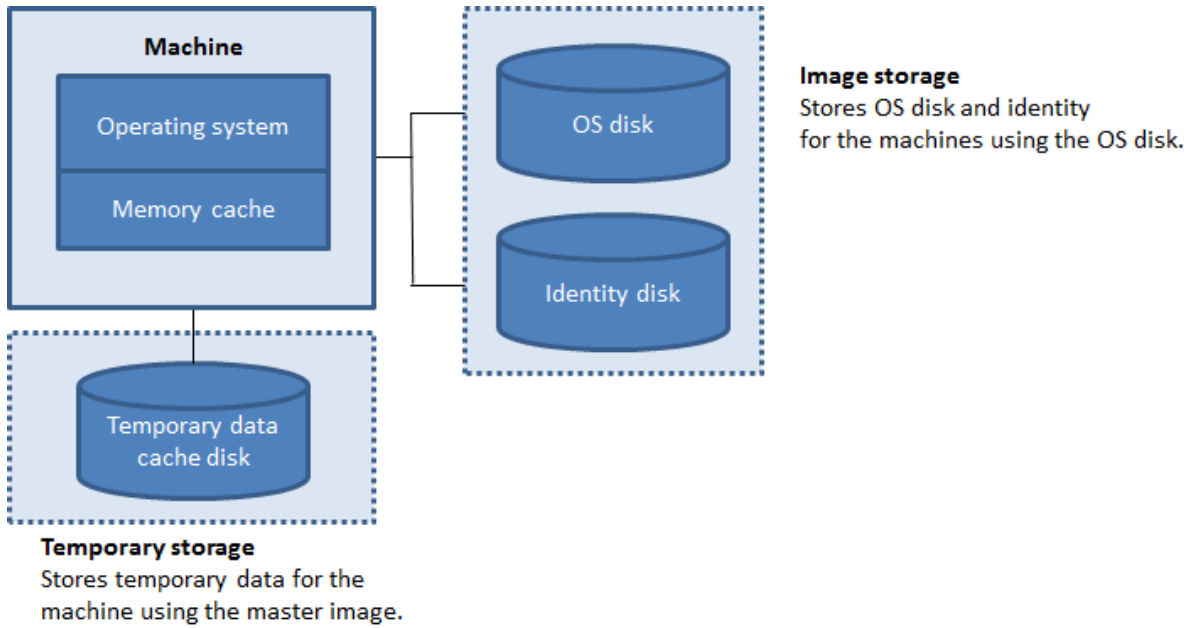 Machine
Operating system
Memory cache
OS disk
Identity disk
Image storage
Stores OS disk and identity
for the machines using the OS disk.
Temporary data
cache disk
Temporary storage
Stores temporary data for the
machine using the master image.